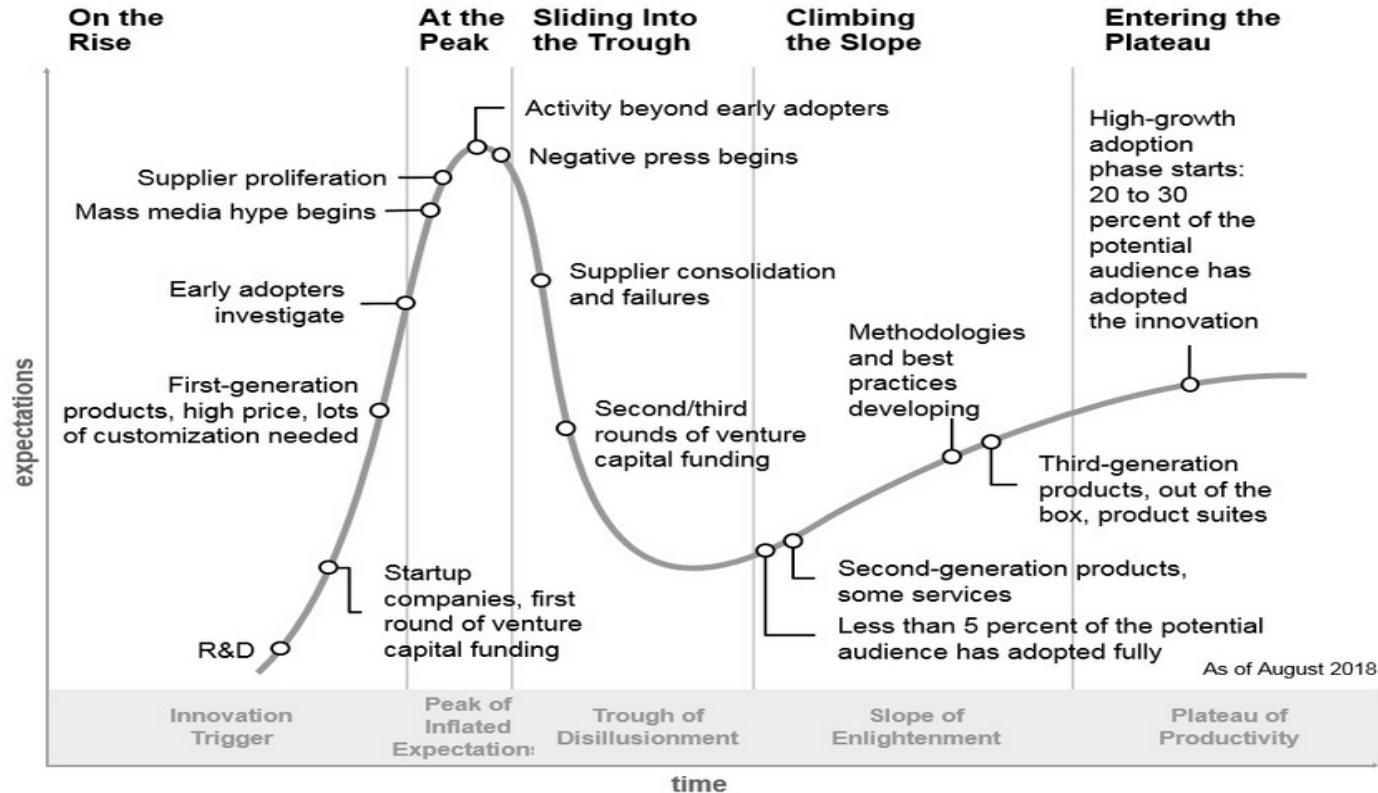 On the
Rise
At the
Peak
Sliding Into
the Trough
Climbing
the Slope
Entering the
Plateau
Activity beyond early adopters
Negative press begins
Supplier proliferation
Mass media hype begins
Early adopters
investigate
First-generation
products, high price, lots
of customization needed
R&D
Startup
companies, first
round of venture
capital funding
Supplier consolidation
and failures
Second/third
rounds of venture
capital funding
Less than 5 percent of the potential
audience has adopted fully
Second-generation products,
some services
Methodologies
and best
practices
developing
Third-generation
products, out of the
box, product suites
High-growth
adoption
phase starts:
20 to 30
percent of the
potential
audience has
adopted
the innovation
As of August 2018
expectations
Innovation
Trigger
Peak of
Inflated
Expectations
Trough of
Disillusionment
Slope of
Enlightenment
Plateau of
Productivity
time